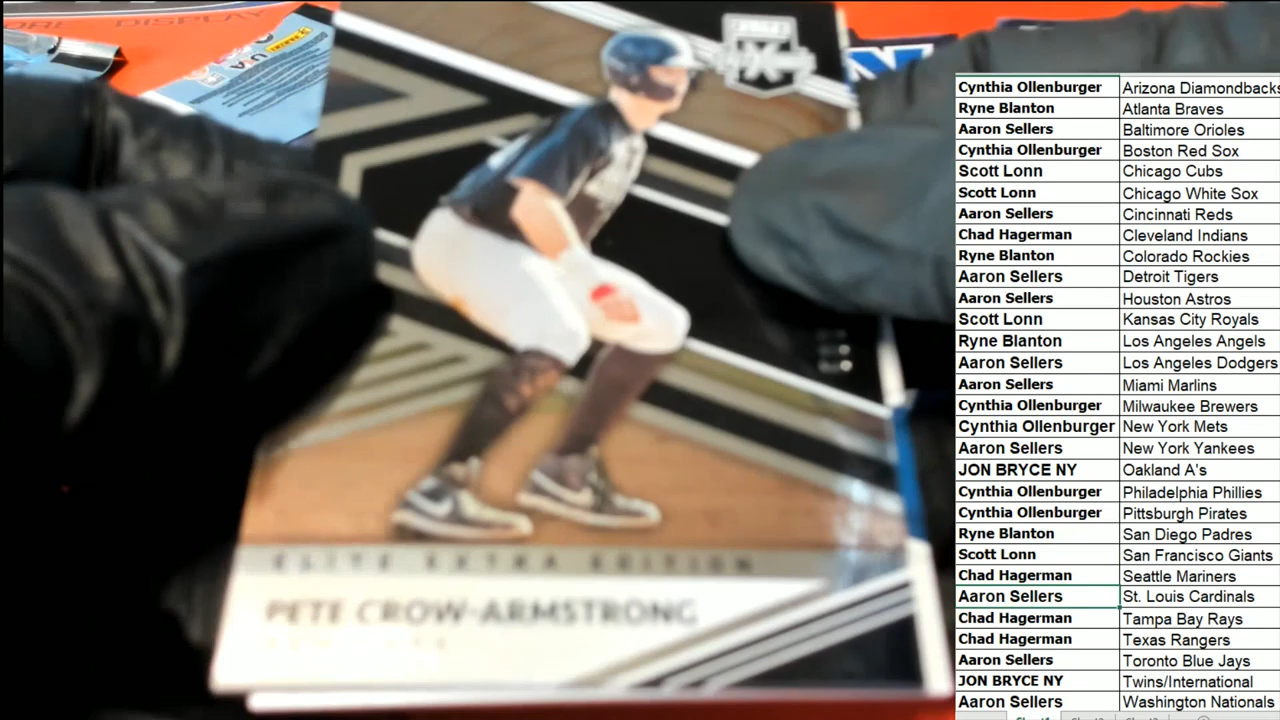 DISPLAY
PANINI
USA
ELITE EXTRA EDITION
CROW-ARMSTRONG
Cynthia Ollenburger Arizona Diamondbacks
Ryne Blanton Atlanta Braves
Aaron Sellers Baltimore Orioles
Cynthia Ollenburger Boston Red Sox
Scott Lonn Chicago Cubs
Scott Lonn Chicago White Sox
Aaron Sellers Cincinnati Reds
Chad Hagerman Cleveland Indians
Ryne Blanton Colorado Rockies
Aaron Sellers Detroit Tigers
Aaron Sellers Houston Astros
Scott Lonn Kansas City Royals
Ryne Blanton Los Angeles Angels
Aaron Sellers Los Angeles Dodgers
Aaron Sellers Miami Marlins
Cynthia Ollenburger Milwaukee Brewers
Cynthia Ollenburger New York Mets
Aaron Sellers New York Yankees
JON BRYCE NY Oakland A's
Cynthia Ollenburger Philadelphia Phillies
Cynthia Ollenburger Pittsburgh Pirates
Ryne Blanton San Diego Padres
Scott Lonn San Francisco Giants
Chad Hagerman Seattle Mariners
Aaron Sellers St. Louis Cardinals
Chad Hagerman Tampa Bay Rays
Chad Hagerman Texas Rangers
Aaron Sellers Toronto Blue Jays
JON BRYCE NY Twins/International
Aaron Sellers Washington Nationals